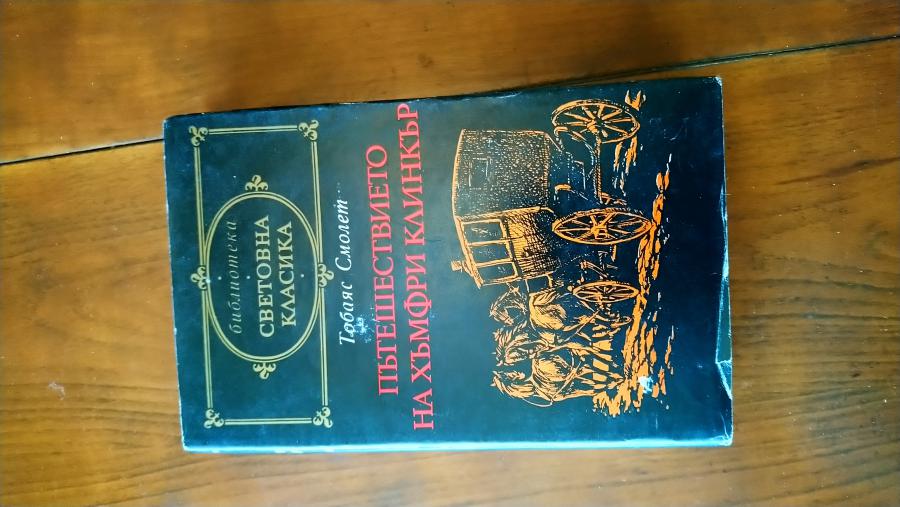 библиотека
СВЕТОВНА
КЛАСИКА
Тобаяс Смолет
ПЪТЕШЕСТВИЕТО
НА ХЪМФРИ КЛИНКЪР